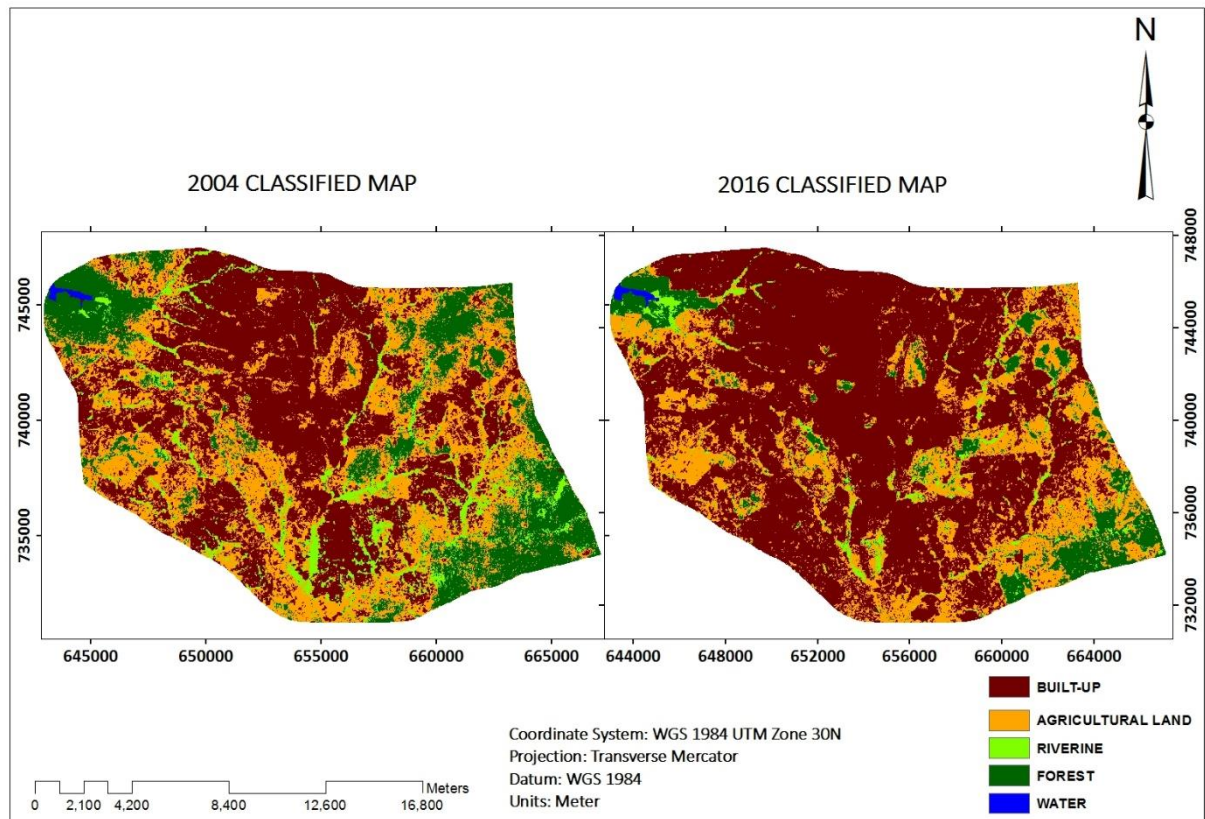 N
2004 CLASSIFIED MAP
2016 CLASSIFIED MAP
745000
740000
735000
748000
744000
740000
736000
732000
645000 650000 655000 660000 665000
644000 648000 652000 656000 660000 664000
BUILT-UP
AGRICULTURAL LAND
RIVERINE
FOREST
WATER
Coordinate System: WGS 1984 UTM Zone 30N
Projection: Transverse Mercator
Datum: WGS 1984
Units: Meter
Meters
0 2,100 4,200 8,400 12,600 16,800